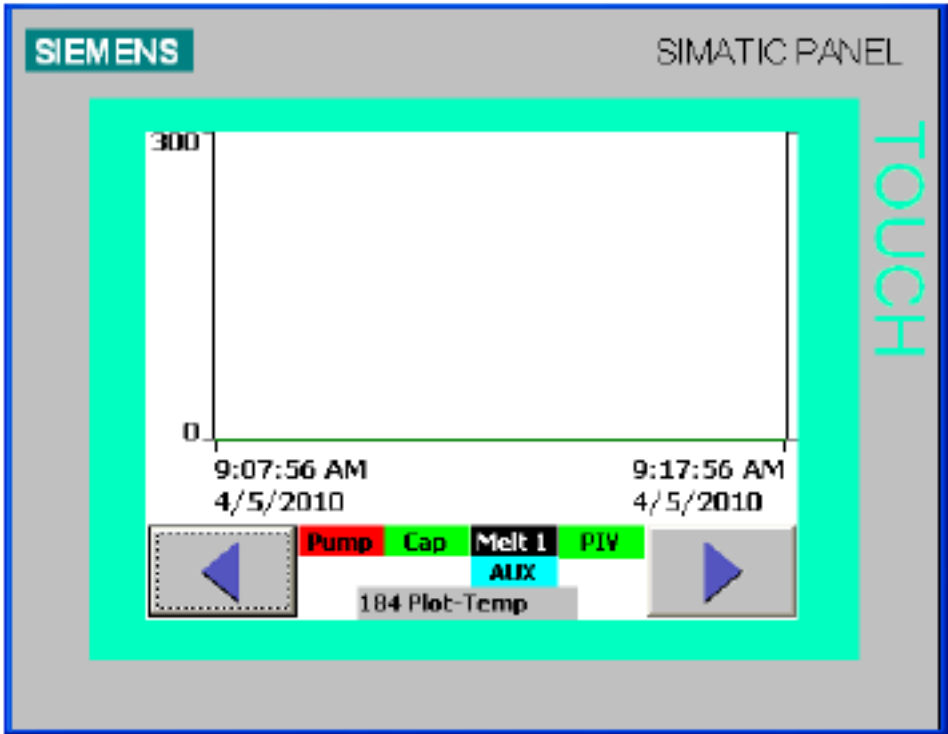 SIEMENS
SIMATIC PANEL
TOUCH
300
0
9:07:56 AM 9:17:56 AM
4/5/2010 4/5/2010
Pump Cap Melt 1 PIV
AUX
184 Plot-Temp